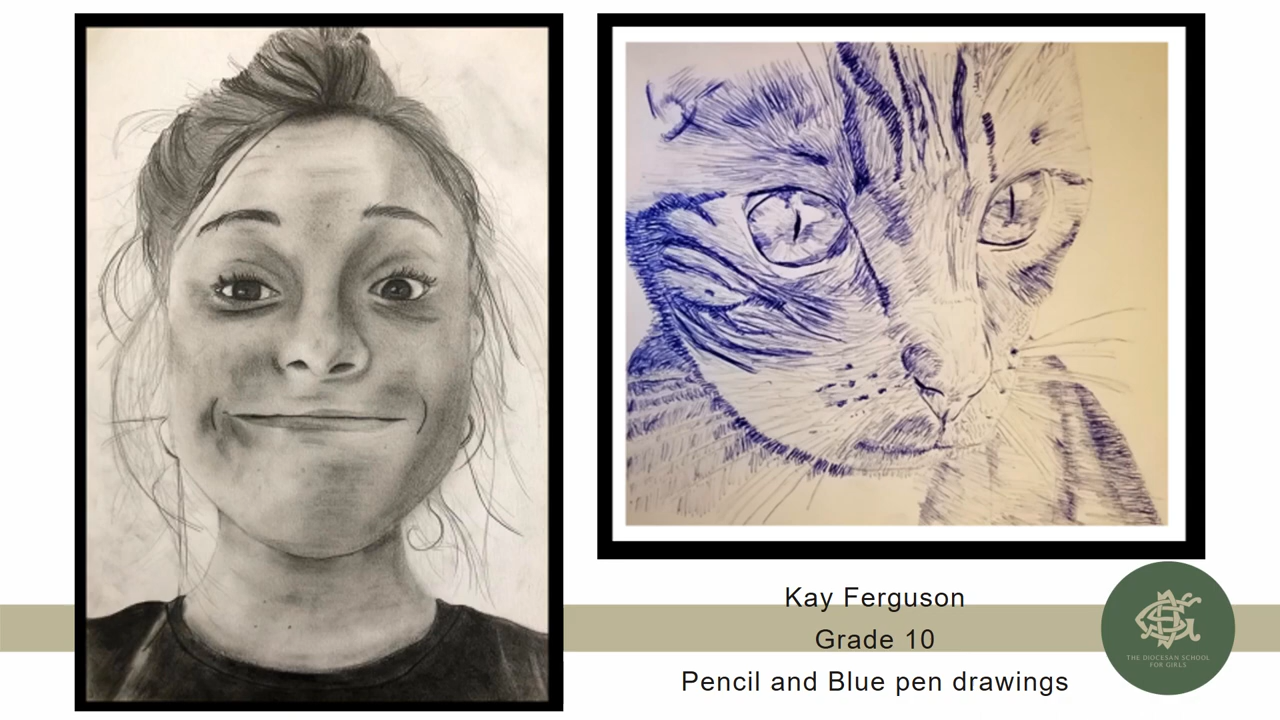 Kay Ferguson
Grade 10
Pencil and Blue pen drawings
THE DIOCESAN SCHOOL
FOR GIRLS